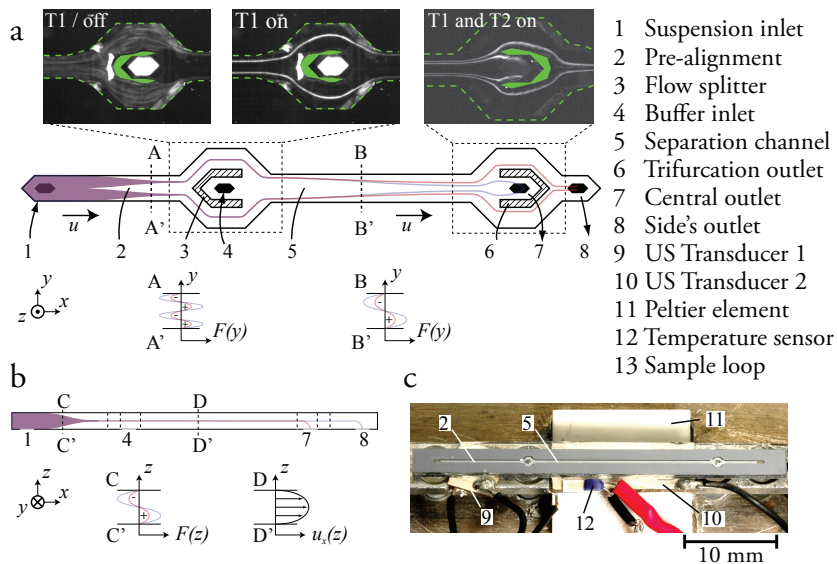 a
T1 / off
T1 on
T1 and T2 on
1 Suspension inlet
2 Pre-alignment
3 Flow splitter
4 Buffer inlet
5 Separation channel
6 Trifurcation outlet
7 Central outlet
8 Side's outlet
9 US Transducer 1
10 US Transducer 2
11 Peltier element
12 Temperature sensor
13 Sample loop
A
B
u
A'
B'
u
1
2
3
4
5
6
7
8
y
x
z
A
y
-
+
-
+
A'
F(y)
B
y
-
+
B'
F(y)
b
C
D
1
C'
4
D'
7
8
z
x
y
C
z
-
+
C'
F(z)
D
z
D'
uₓ(z)
c
11
2
5
9
12
10
10 mm